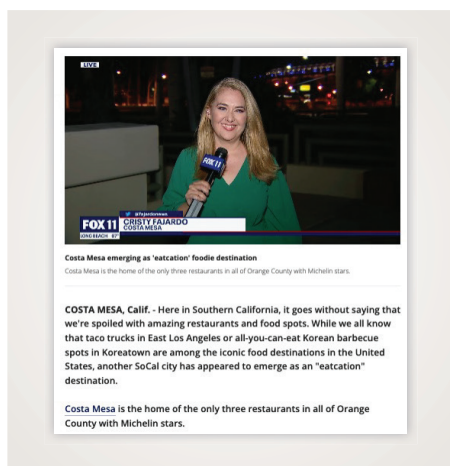 LIVE
FOX 11
@fajardonews
FOX 11
CRISTY FAJARDO
COSTA MESA
LONG BEACH 67°
Costa Mesa emerging as 'eatcation' foodie destination
Costa Mesa is the home of the only three restaurants in all of Orange County with Michelin stars.
COSTA MESA, Calif. - Here in Southern California, it goes without saying that
we're spoiled with amazing restaurants and food spots. While we all know
that taco trucks in East Los Angeles or all-you-can-eat Korean barbecue
spots in Koreatown are among the iconic food destinations in the United
States, another SoCal city has appeared to emerge as an "eatcation"
destination.
Costa Mesa is the home of the only three restaurants in all of Orange
County with Michelin stars.